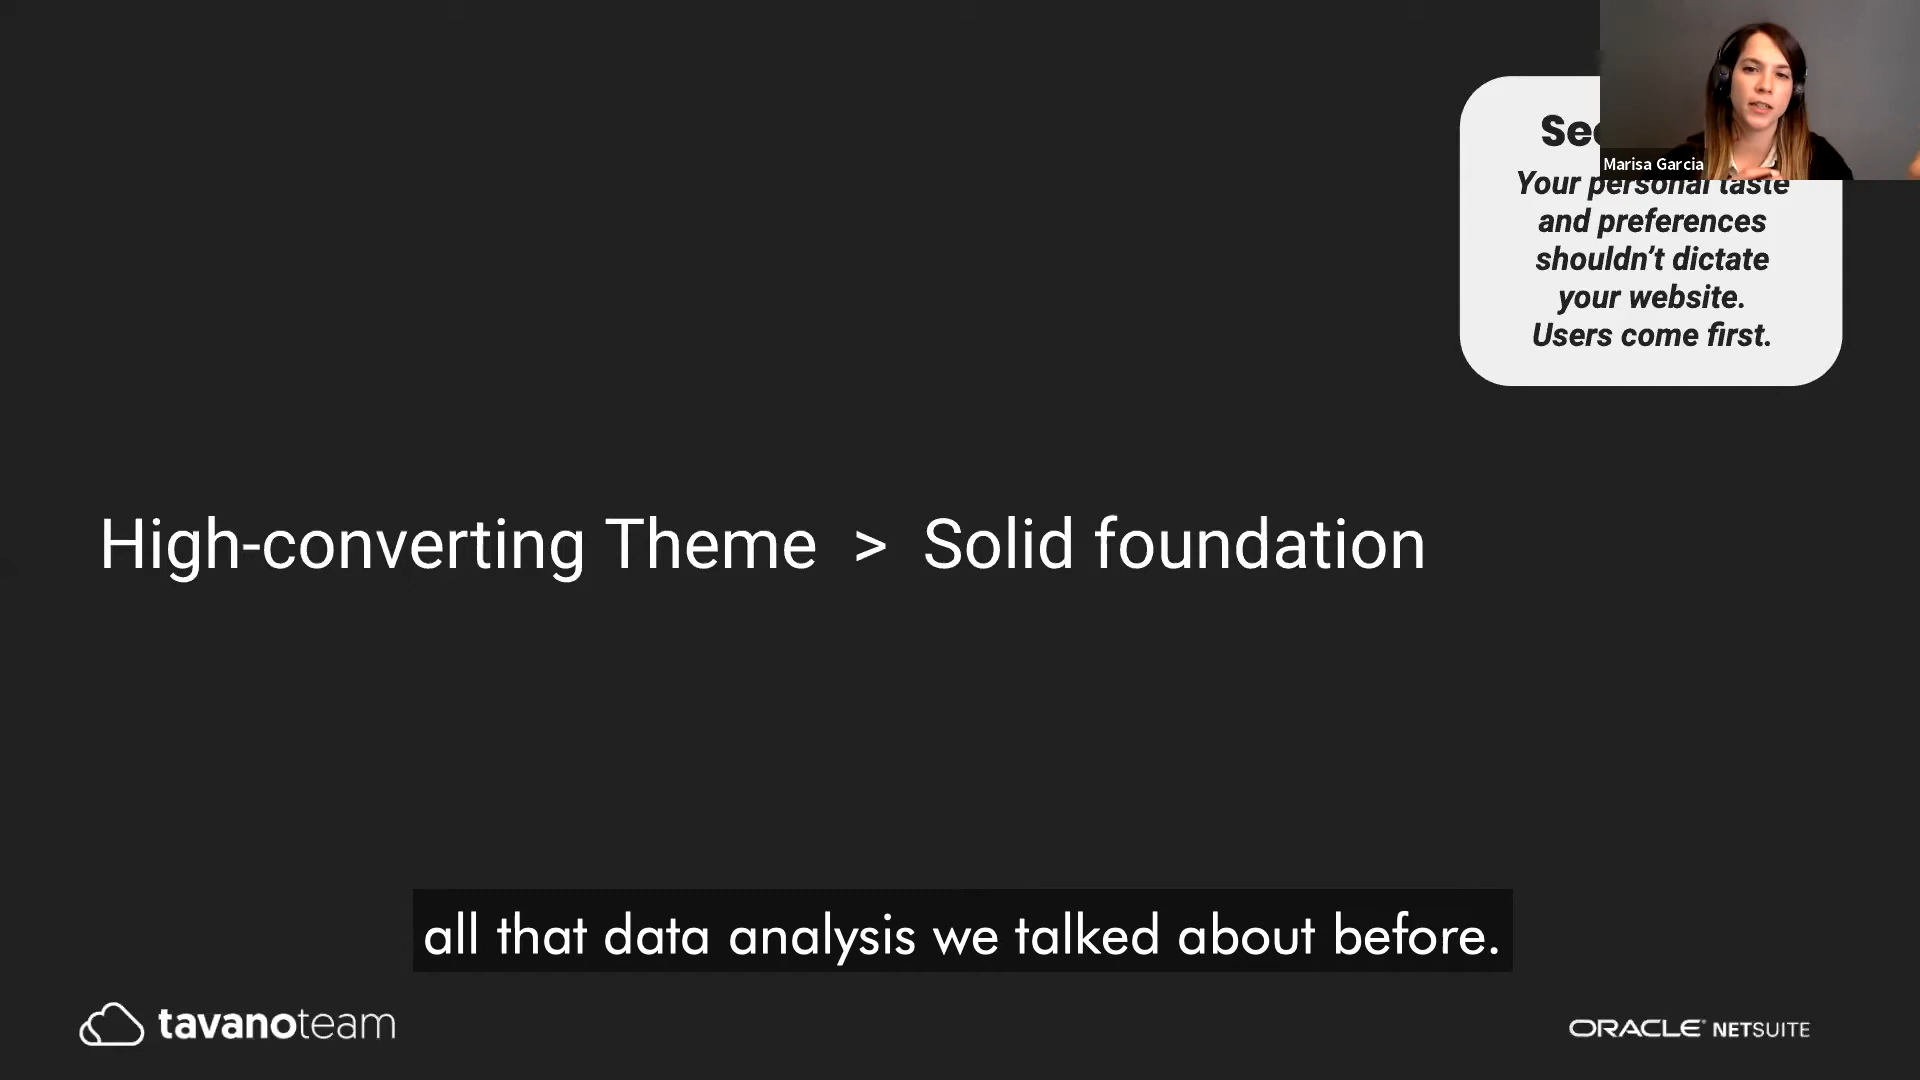 Marisa Garcia
Your personal taste
and preferences
shouldn’t dictate
your website.
Users come first.
High-converting Theme > Solid foundation
all that data analysis we talked about before.
tavanoteam
ORACLE NETSUITE